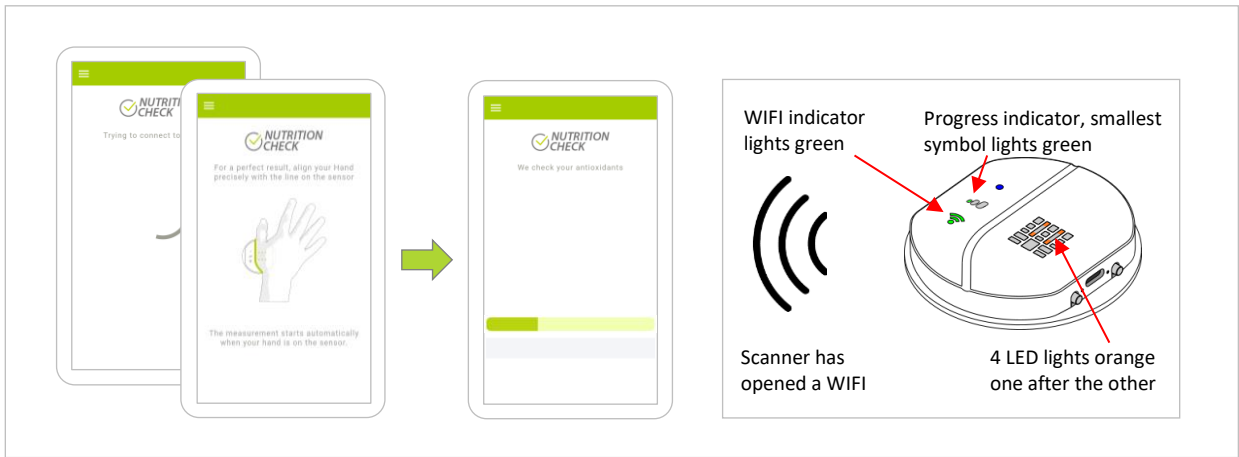 NUTRITI
CHECK
Trying to connect to
NUTRITION
CHECK
For a perfect result, align your Hand
precisely with the line on the sensor
The measurement starts automatically
when your hand is on the sensor.
NUTRITION
CHECK
We check your antioxidants
WIFI indicator
lights green
Progress indicator, smallest
symbol lights green
Scanner has
opened a WIFI
4 LED lights orange
one after the other